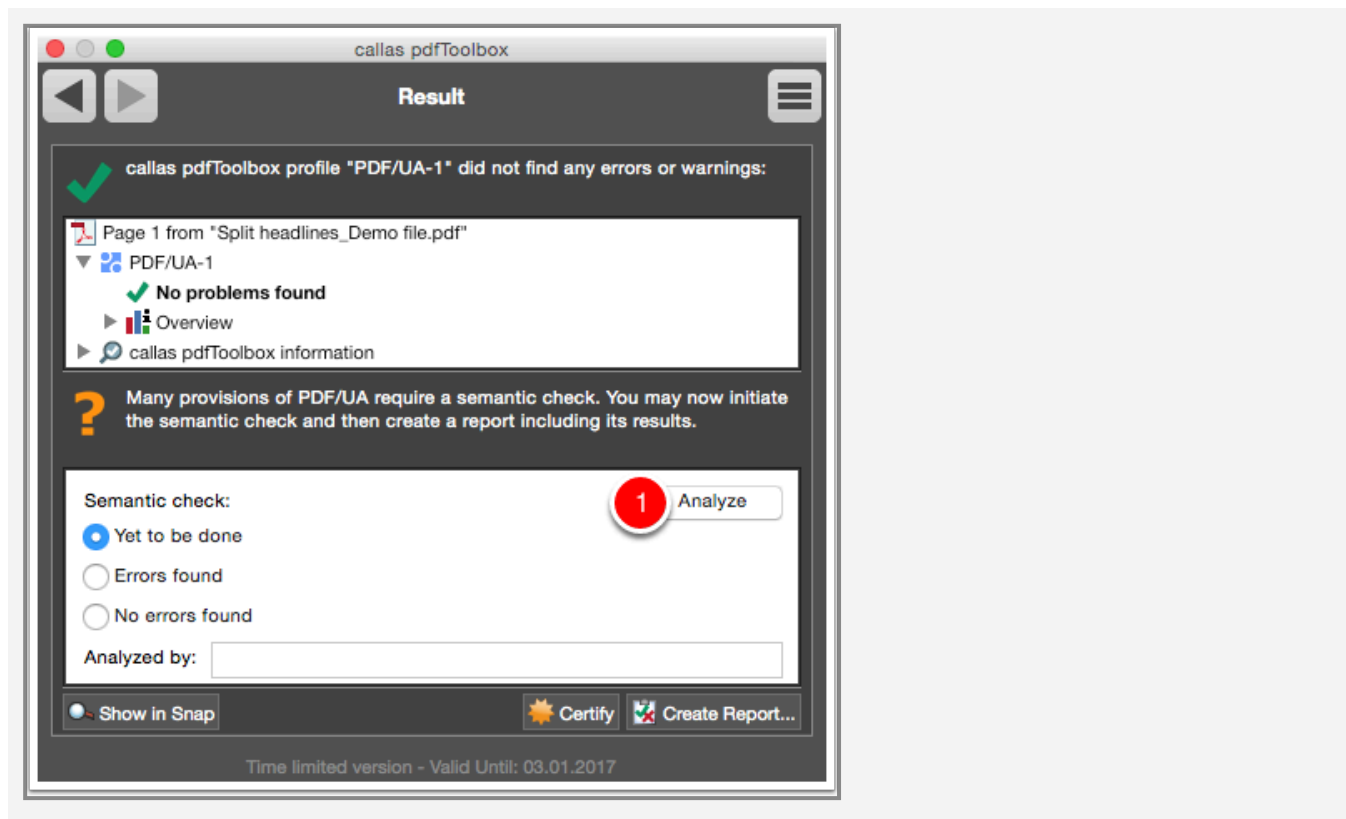 callas pdfToolbox
Result
callas pdfToolbox profile "PDF/UA-1" did not find any errors or warnings:
Page 1 from "Split headlines_Demo file.pdf"
PDF/UA-1
No problems found
Overview
callas pdfToolbox information
Many provisions of PDF/UA require a semantic check. You may now initiate
the semantic check and then create a report including its results.
Semantic check:
1 Analyze
Yet to be done
Errors found
No errors found
Analyzed by:
Show in Snap Certify Create Report...
Time limited version - Valid Until: 03.01.2017